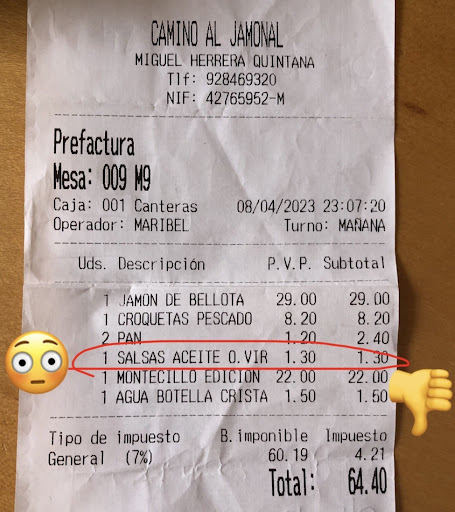 CAMINO AL JAMONAL
MIGUEL HERRERA QUINTANA
Tlf: 928469320
NIF: 42765952-M
Prefactura
Mesa: 009 M9
Caja: 001 Canteras 08/04/2023 23:07:20
Operador: MARIBEL Turno: MAÑANA
Uds. Descripción P.V.P. Subtotal
1 JAMON DE BELLOTA 29.00 29.00
1 CROQUETAS PESCADO 8.20 8.20
2 PAN 1.20 2.40
1 SALSAS ACEITE O.VIR 1.30 1.30
1 MONTECILLO EDICION 22.00 22.00
1 AGUA BOTELLA CRISTA 1.50 1.50
Tipo de impuesto B.imponible Impuesto
General (7%) 60.19 4.21
Total: 64.40